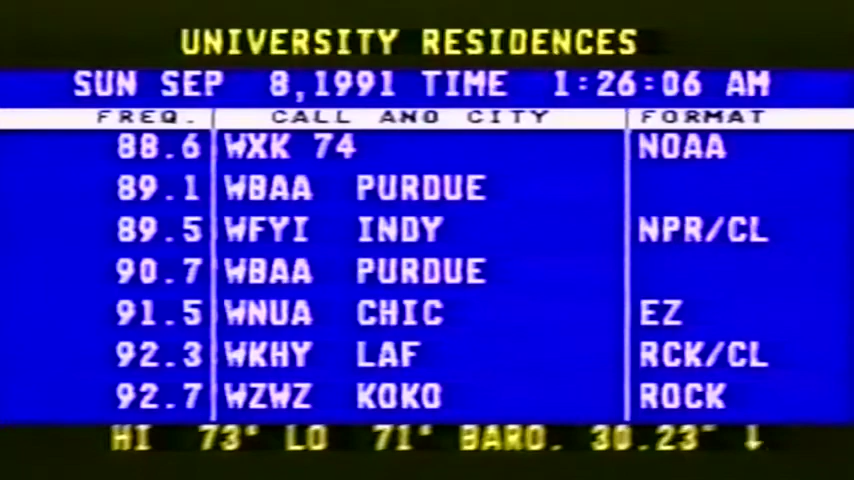 UNIVERSITY RESIDENCES
SUN SEP 8,1991 TIME 1:26:06 AM
FREQ. CALL AND CITY FORMAT
88.6 WXK 74 NOAA
89.1 WBAA PURDUE
89.5 WFYI INDY NPR/CL
90.7 WBAA PURDUE
91.5 WNUA CHIC EZ
92.3 WKHY LAF RCK/CL
92.7 WZWZ KOKO ROCK
HI 73° LO 71° BARO. 30.23" ↓